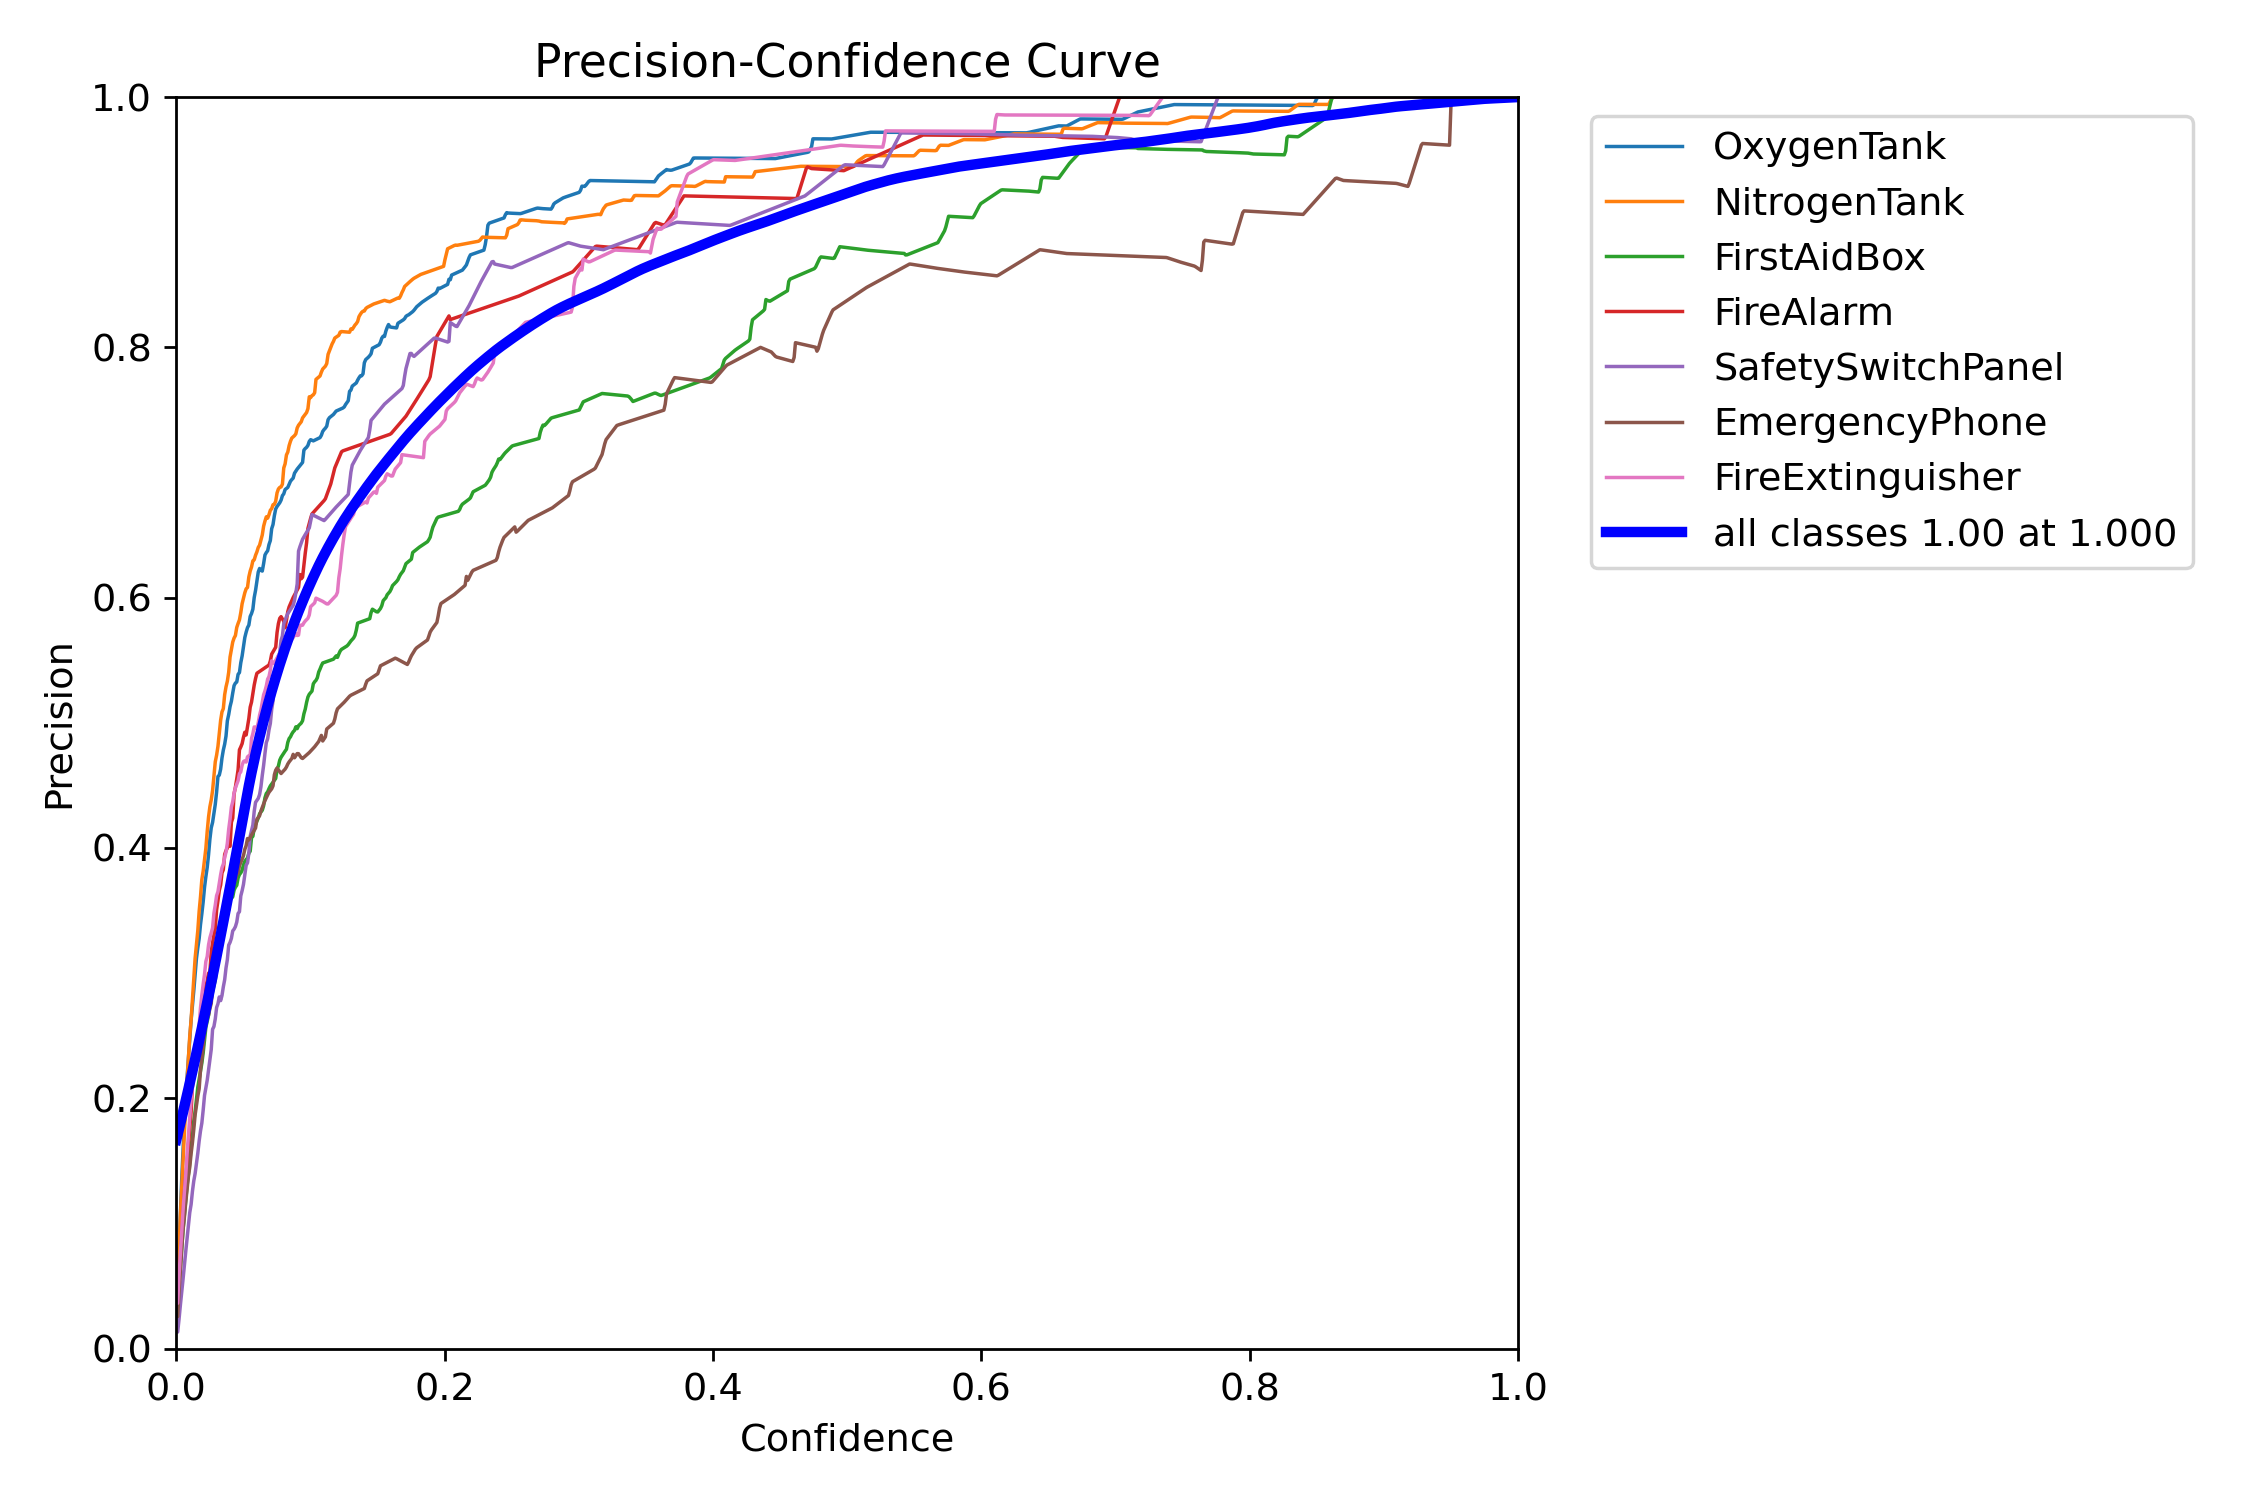 Precision-Confidence Curve
1.0
0.8
0.6
0.4
0.2
0.0
Precision
0.0 0.2 0.4 0.6 0.8 1.0
Confidence
OxygenTank
NitrogenTank
FirstAidBox
FireAlarm
SafetySwitchPanel
EmergencyPhone
FireExtinguisher
all classes 1.00 at 1.000